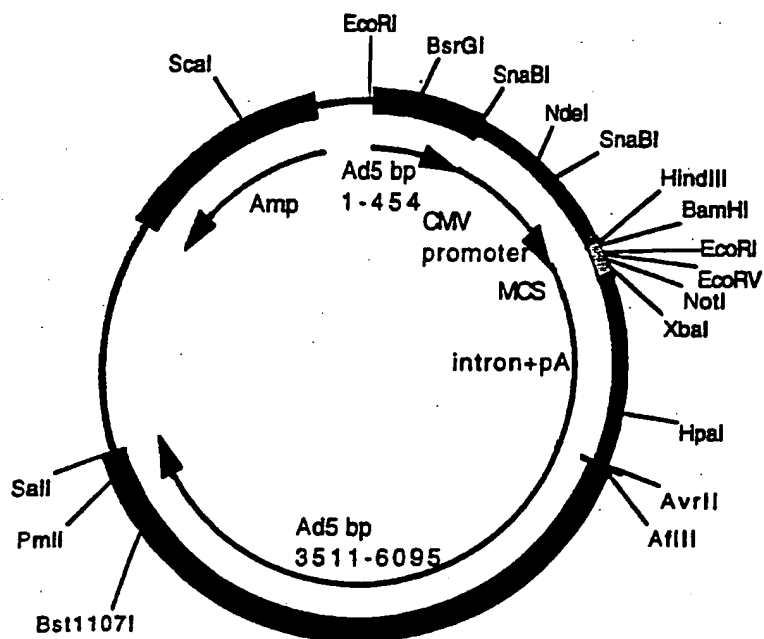 EcoRI
BsrGI
SnaBI
NdeI
SnaBI
HindIII
BamHI
EcoRI
EcoRV
NotI
XbaI
HpaI
AvrII
AflII
Bst1107I
PmlI
SalI
ScaI
Amp
Ad5 bp
1-454
CMV
promoter
MCS
intron+pA
Ad5 bp
3511-6095